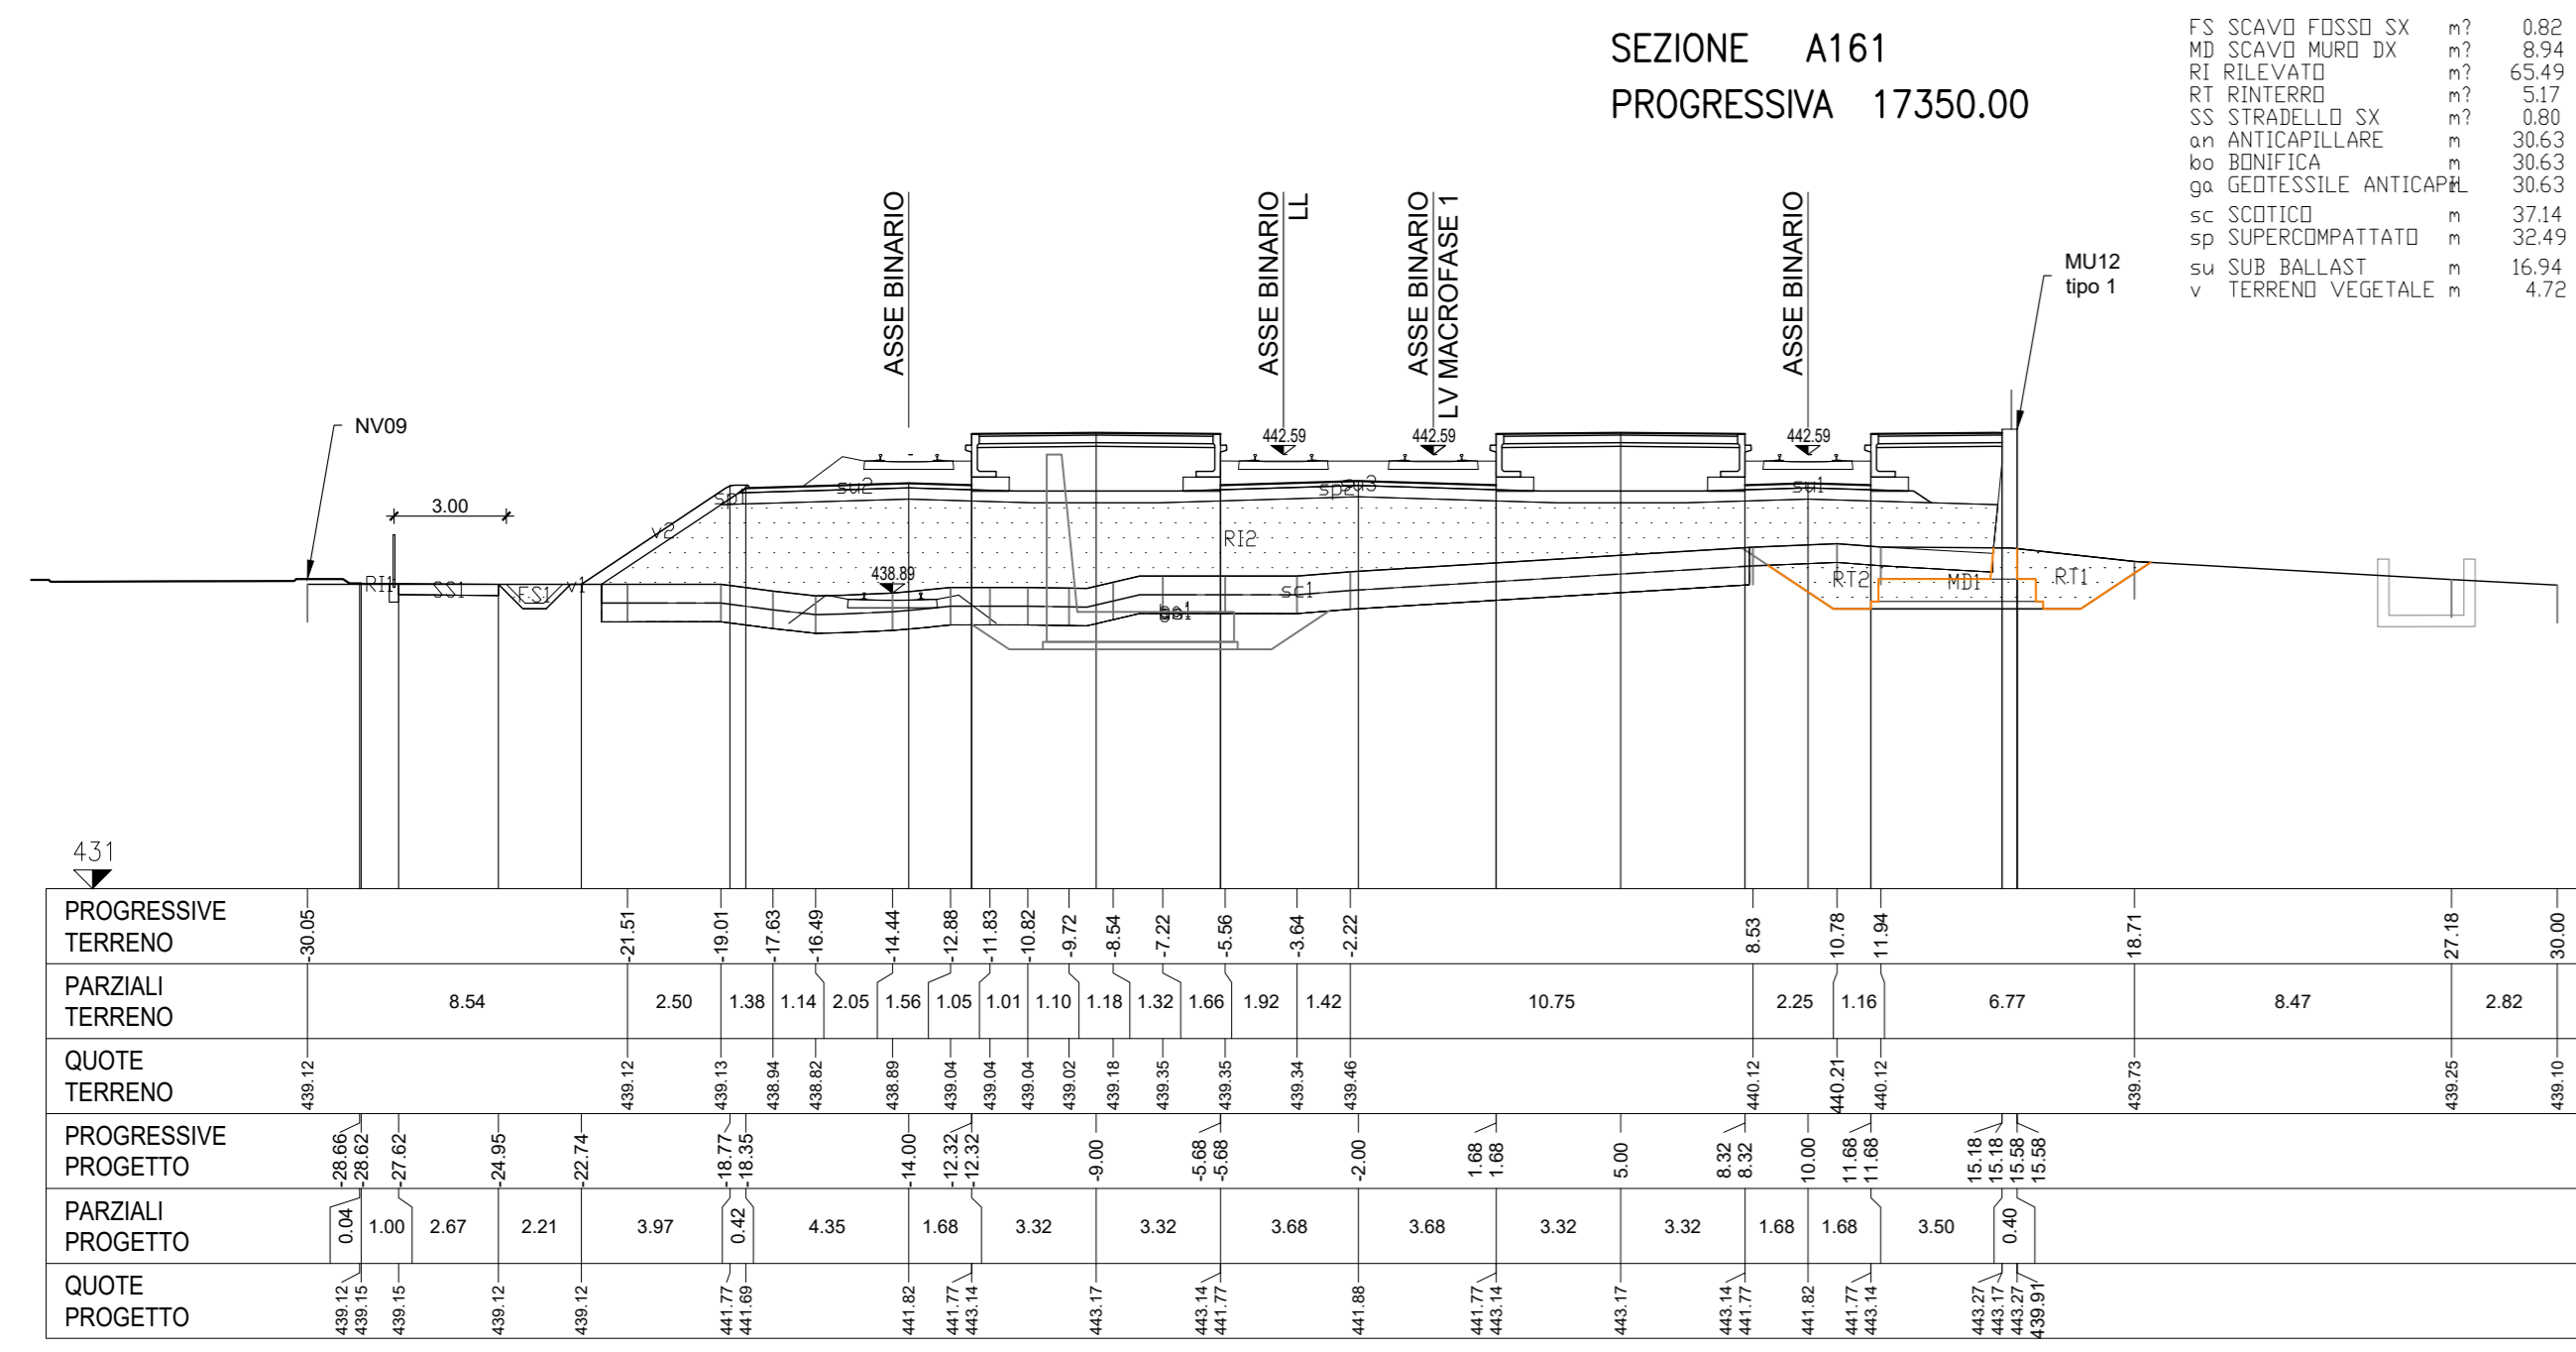 SEZIONE A161
PROGRESSIVA 17350.00
FS SCAVO FOSSO SX m? 0.82
MD SCAVO MURO DX m? 8.94
RI RILEVATO m? 65.49
RT RINTERRO m? 5.17
SS STRADELLO SX m? 0.80
an ANTICAPILLARE m 30.63
bo BONIFICA m 30.63
ga GEOTESSILE ANTICAPIL m 30.63
sc SCOTICO m 37.14
sp SUPERCOMPATTATO m 32.49
su SUB BALLAST m 16.94
v TERRENO VEGETALE m 4.72
ASSE BINARIO
ASSE BINARIO
LL
ASSE BINARIO
LV MACROFASE 1
ASSE BINARIO
MU12
tipo 1
NV09
442.59
442.59
442.59
3.00
sp1
su2
sp2
su3
su1
v2
RI2
438.89
RI1
SS1
FS1
v1
sc1
RT2
MD1
RT1
431
PROGRESSIVE
TERRENO
-30.05 -21.51 -19.01 -17.63 -16.49 -14.44 -12.88 -11.83 -10.82 -9.72 -8.54 -7.22 -5.56 -3.64 -2.22 8.53 10.78 11.94 18.71 27.18 30.00
PARZIALI
TERRENO
8.54 2.50 1.38 1.14 2.05 1.56 1.05 1.01 1.10 1.18 1.32 1.66 1.92 1.42 10.75 2.25 1.16 6.77 8.47 2.82
QUOTE
TERRENO
439.12 439.12 439.13 438.94 438.82 438.89 439.04 439.04 439.04 439.02 439.18 439.35 439.35 439.34 439.46 440.12 440.21 440.12 439.73 439.25 439.10
PROGRESSIVE
PROGETTO
-28.66 -28.62 -27.62 -24.95 -22.74 -18.77 -18.35 -14.00 -12.32 -12.32 -9.00 -5.68 -5.68 -2.00 1.68 1.68 5.00 8.32 8.32 10.00 11.68 11.68 15.18 15.18 15.58 15.58
PARZIALI
PROGETTO
0.04 1.00 2.67 2.21 3.97 0.42 4.35 1.68 3.32 3.32 3.68 3.68 3.32 3.32 1.68 1.68 3.50 0.40
QUOTE
PROGETTO
439.12 439.15 439.15 439.12 439.12 441.77 441.69 441.82 441.77 443.14 443.17 443.14 441.77 441.88 441.77 443.14 443.17 443.14 441.77 441.82 441.77 443.14 443.27 443.17 443.27 439.91